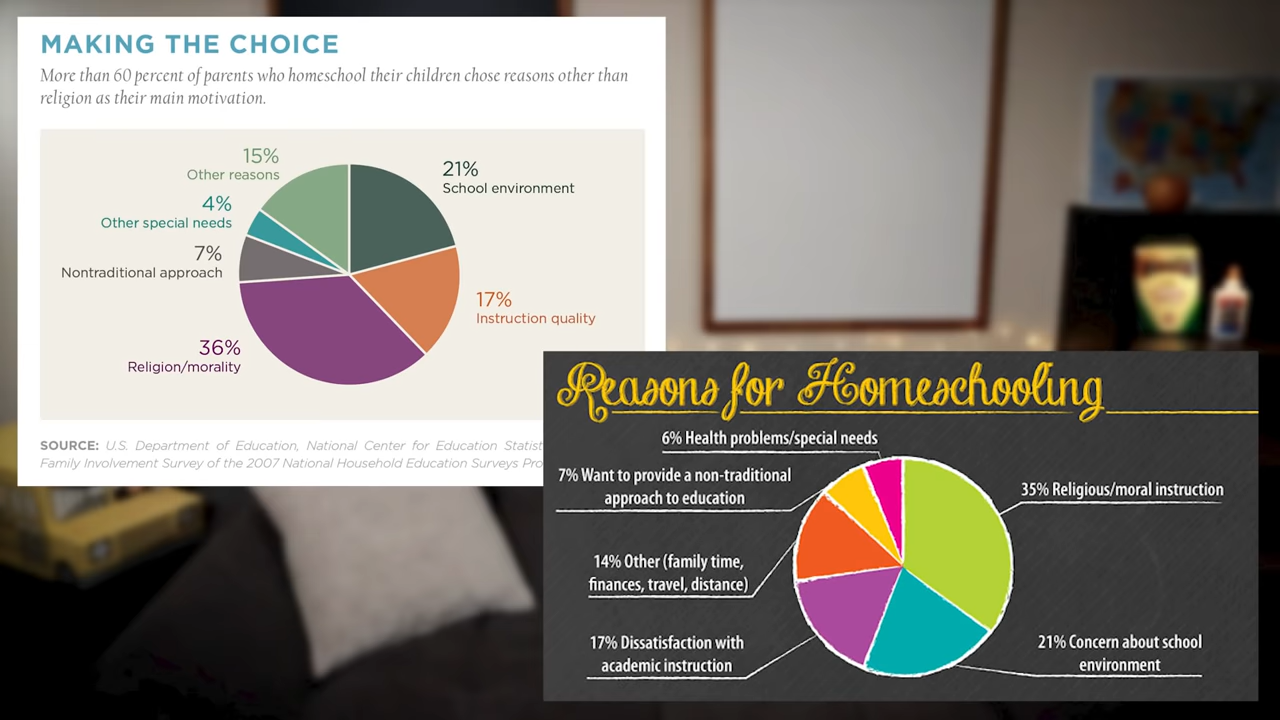 MAKING THE CHOICE
More than 60 percent of parents who homeschool their children chose reasons other than
religion as their main motivation.
15%
Other reasons
21%
School environment
4%
Other special needs
7%
Nontraditional approach
17%
Instruction quality
36%
Religion/morality
SOURCE: U.S. Department of Education, National Center for Education
Family Involvement Survey of the 2007 National Household Education Surveys
Reasons for Homeschooling
6% Health problems/special needs
7% Want to provide a non-traditional
approach to education
35% Religious/moral instruction
14% Other (family time,
finances, travel, distance)
17% Dissatisfaction with
academic instruction
21% Concern about school
environment